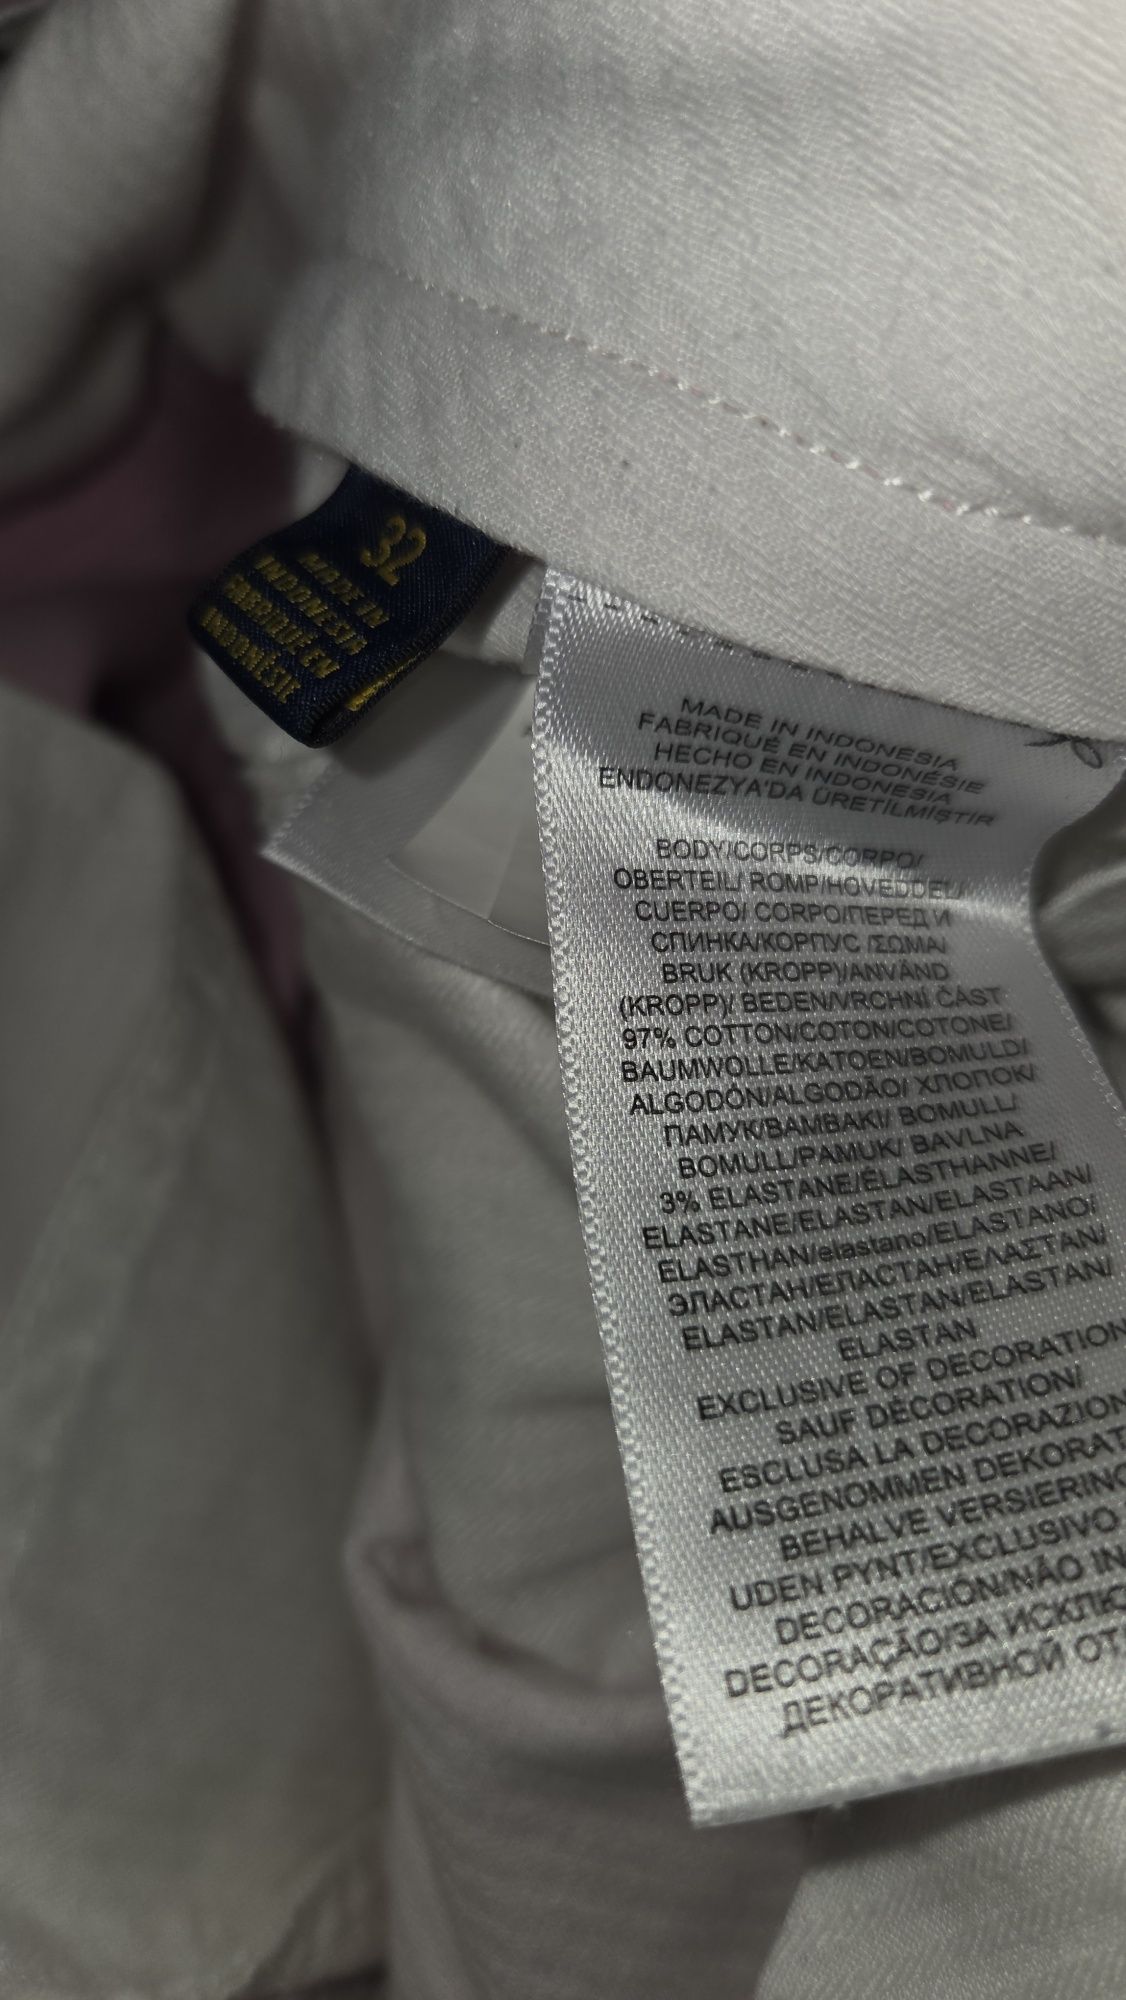 32
MADE IN
INDONESIA
FABRIQUÉ EN
INDONÉSIE
MADE IN INDONESIA
FABRIQUÉ EN INDONÉSIE
HECHO EN INDONESIA
ENDONEZYA'DA ÜRETİLMİŞTİR
BODY/CORPS/CORPO/
OBERTEIL/ ROMP/HOVEDDEL/
CUERPO/ CORPO/ПЕРЕД И
СПИНКА/КОРПУС /ΣΩΜΑ/
BRUK (KROPP)/ANVÄND
(KROPP)/ BEDEN/VRCHNÍ ČÁST
97% COTTON/COTON/COTONE/
BAUMWOLLE/KATOEN/BOMULD/
ALGODÓN/ALGODÃO/ ХЛОПОК/
ПАМУК/ΒΑΜΒΑΚΙ/ BOMULL/
BOMULL/PAMUK/ BAVLNA
3% ELASTANE/ÉLASTHANNE/
ELASTANE/ELASTAN/ELASTAAN/
ELASTHAN/elastano/ELASTANO/
ЭЛАСТАН/ЕЛАСТАН/ΕΛΑΣΤΑΝ/
ELASTAN/ELASTAN/ELASTAN/
ELASTAN
EXCLUSIVE OF DECORATION
SAUF DÉCORATION/
ESCLUSA LA DECORAZION
AUSGENOMMEN DEKORAT
BEHALVE VERSIERING
UDEN PYNT/EXCLUSIVO
DECORACIÓN/NÃO IN
DECORAÇÃO/ЗА ИСКЛЮ
ДЕКОРАТИВНОЙ ОТ